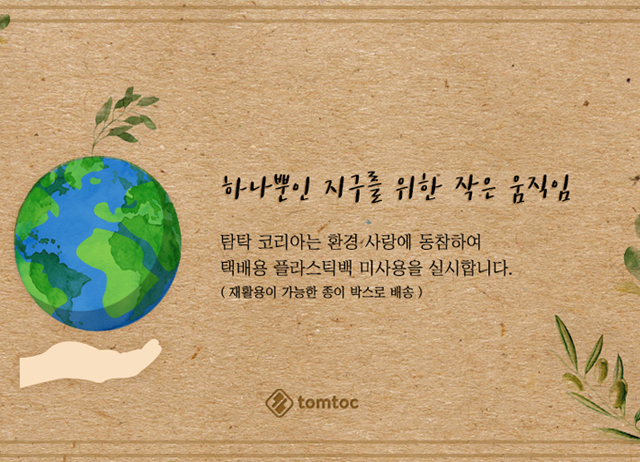 하나뿐인 지구를 위한 작은 움직임
탐탁 코리아는 환경 사랑에 동참하여
택배용 플라스틱백 미사용을 실시합니다.
( 재활용이 가능한 종이 박스로 배송 )
tomtoc